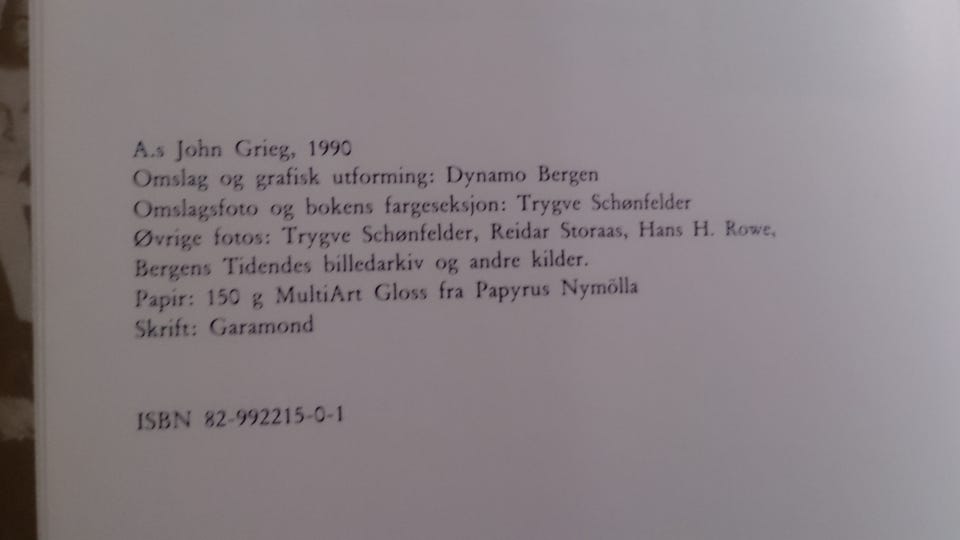 A.s John Grieg, 1990
Omslag og grafisk utforming: Dynamo Bergen
Omslagsfoto og bokens fargeseksjon: Trygve Schønfelder
Øvrige fotos: Trygve Schønfelder, Reidar Storaas, Hans H. Rowe,
Bergens Tidendes billedarkiv og andre kilder.
Papir: 150 g MultiArt Gloss fra Papyrus Nymölla
Skrift: Garamond
ISBN 82-992215-0-1